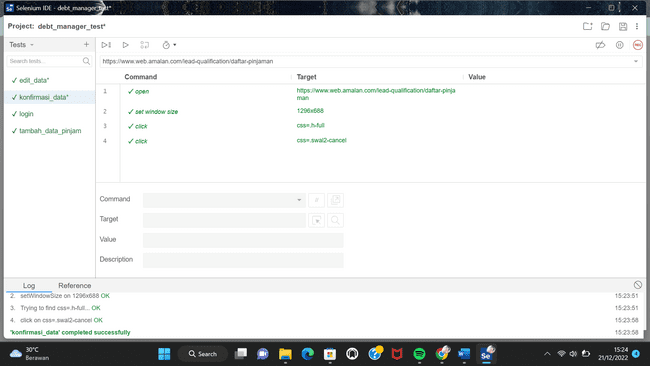 Selenium IDE - debt_manager_test*
Project: debt_manager_test*
Tests
Search tests...
✓ edit_data*
✓ konfirmasi_data*
✓ login
✓ tambah_data_pinjam
https://www.web.amalan.com/lead-qualification/daftar-pinjaman
Command Target Value
1 ✓ open https://www.web.amalan.com/lead-qualification/daftar-pinja
man
2 ✓ set window size 1296x688
3 ✓ click css=.h-full
4 ✓ click css=.swal2-cancel
Command
Target
Value
Description
Log Reference
2. setWindowSize on 1296x688 OK 15:23:51
3. Trying to find css=.h-full... OK 15:23:51
4. click on css=.swal2-cancel OK 15:23:58
'konfirmasi_data' completed successfully 15:23:58
30°C
Berawan
Search
15:24
21/12/2022